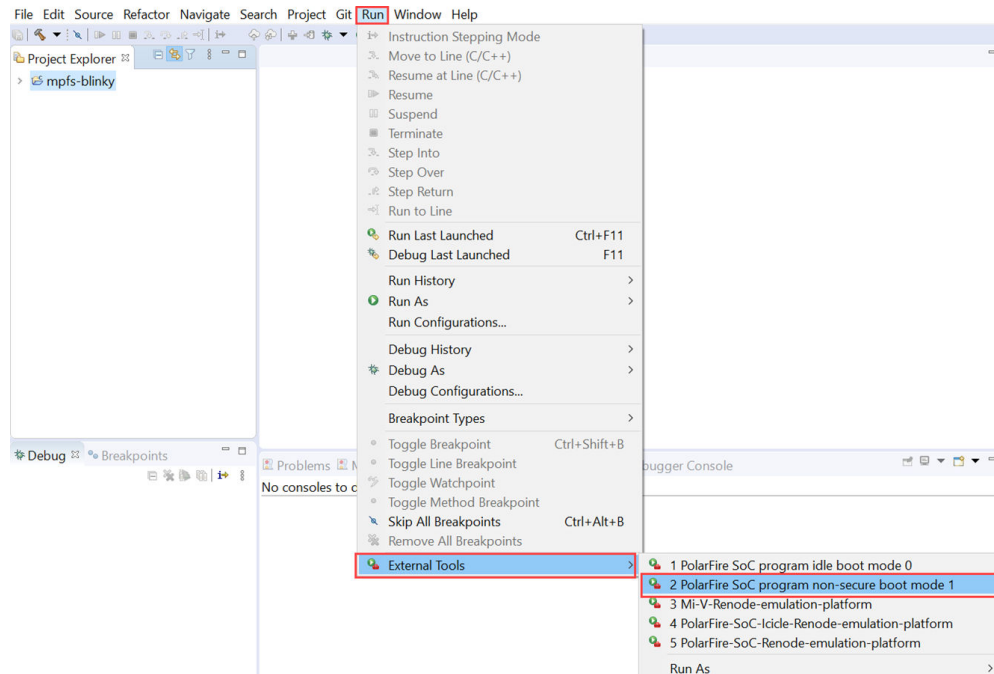 File Edit Source Refactor Navigate Search Project Git Run Window Help
Project Explorer
mpfs-blinky
Instruction Stepping Mode
Move to Line (C/C++)
Resume at Line (C/C++)
Resume
Suspend
Terminate
Step Into
Step Over
Step Return
Run to Line
Run Last Launched Ctrl+F11
Debug Last Launched F11
Run History
Run As
Run Configurations...
Debug History
Debug As
Debug Configurations...
Breakpoint Types
Toggle Breakpoint Ctrl+Shift+B
Toggle Line Breakpoint
Toggle Watchpoint
Toggle Method Breakpoint
Skip All Breakpoints Ctrl+Alt+B
Remove All Breakpoints
External Tools
1 PolarFire SoC program idle boot mode 0
2 PolarFire SoC program non-secure boot mode 1
3 Mi-V-Renode-emulation-platform
4 PolarFire-SoC-Icicle-Renode-emulation-platform
5 PolarFire-SoC-Renode-emulation-platform
Run As
Debug Breakpoints
Problems
bugger Console
No consoles to d